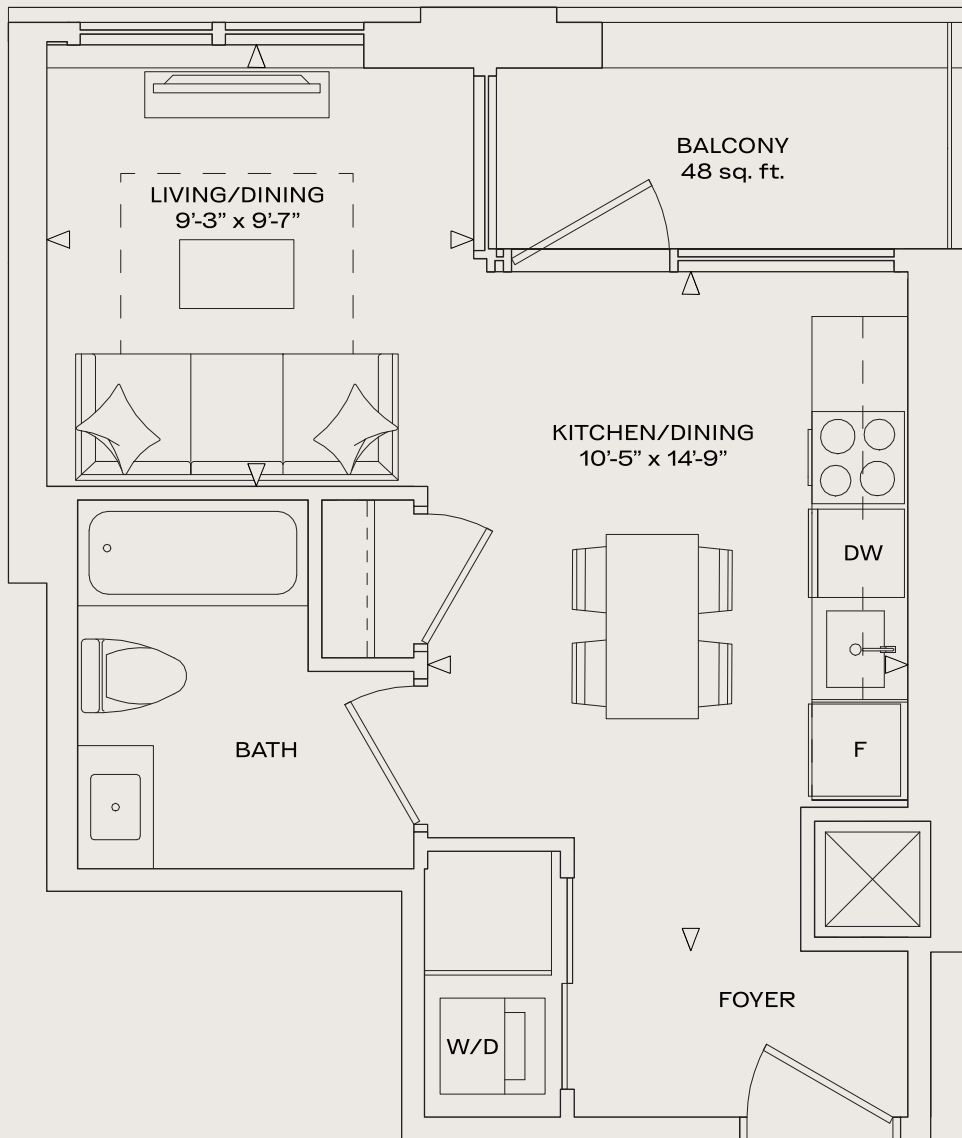 BALCONY
48 sq. ft.
LIVING/DINING
9'-3” x 9'-7”
KITCHEN/DINING
10'-5” x 14'-9”
DW
BATH
F
FOYER
W/D